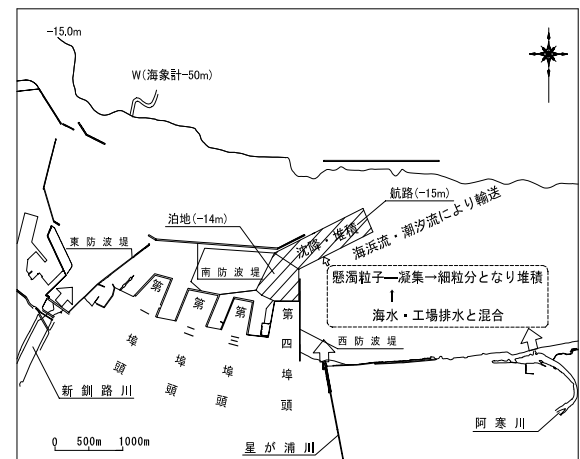 -15.0m
W(海象計-50m)
航路(-15m)
泊地(-14m)
沈降・堆積
海浜流・潮汐流により輸送
東防波堤
南防波堤
懸濁粒子―凝集→細粒分となり堆積
海水・工場排水と混合
第一埠頭
第二埠頭
第三埠頭
第四埠頭
西防波堤
新釧路川
星が浦川
阿寒川
0 500m 1000m